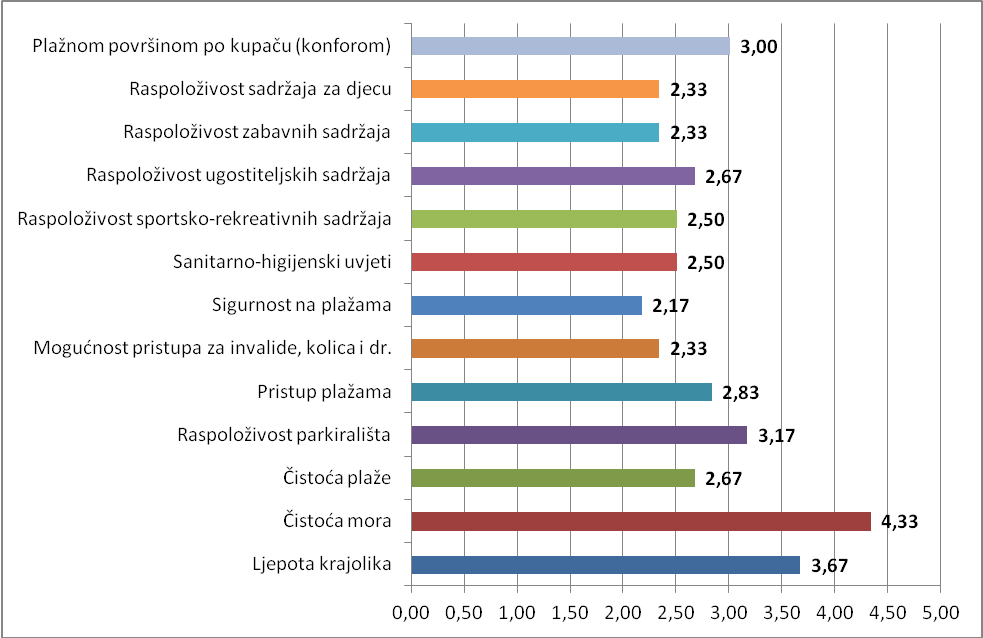 Plažnom površinom po kupaču (konforom) 3,00
Raspoloživost sadržaja za djecu 2,33
Raspoloživost zabavnih sadržaja 2,33
Raspoloživost ugostiteljskih sadržaja 2,67
Raspoloživost sportsko-rekreativnih sadržaja 2,50
Sanitarno-higijenski uvjeti 2,50
Sigurnost na plažama 2,17
Mogućnost pristupa za invalide, kolica i dr. 2,33
Pristup plažama 2,83
Raspoloživost parkirališta 3,17
Čistoća plaže 2,67
Čistoća mora 4,33
Ljepota krajolika 3,67
0,00 0,50 1,00 1,50 2,00 2,50 3,00 3,50 4,00 4,50 5,00